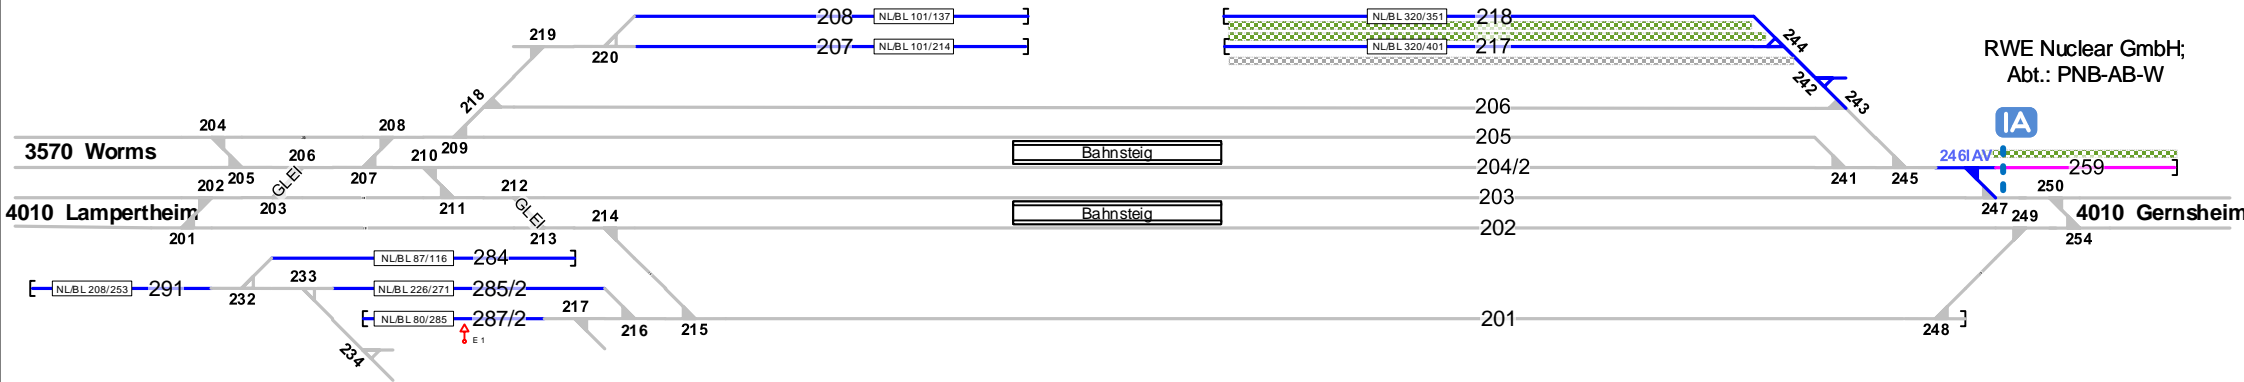 208 NL/BL 101/137
NL/BL 320/351 218
219
207 NL/BL 101/214
NL/BL 320/401 217
244
220
RWE Nuclear GmbH;
Abt.: PNB-AB-W
218
206
242
243
IA
204
208
209
205
3570 Worms
206
210
Bahnsteig
204/2
246IAV
259
205
207
241
245
GLEI
202
212
250
203
211
203
247
4010 Lampertheim
GLEI
214
Bahnsteig
249
4010 Gernsheim
201
213
202
254
NL/BL 87/116 284
233
NL/BL 208/253 291
232
NL/BL 226/271 285/2
217
NL/BL 80/285 287/2
216
215
201
248
E 1
234